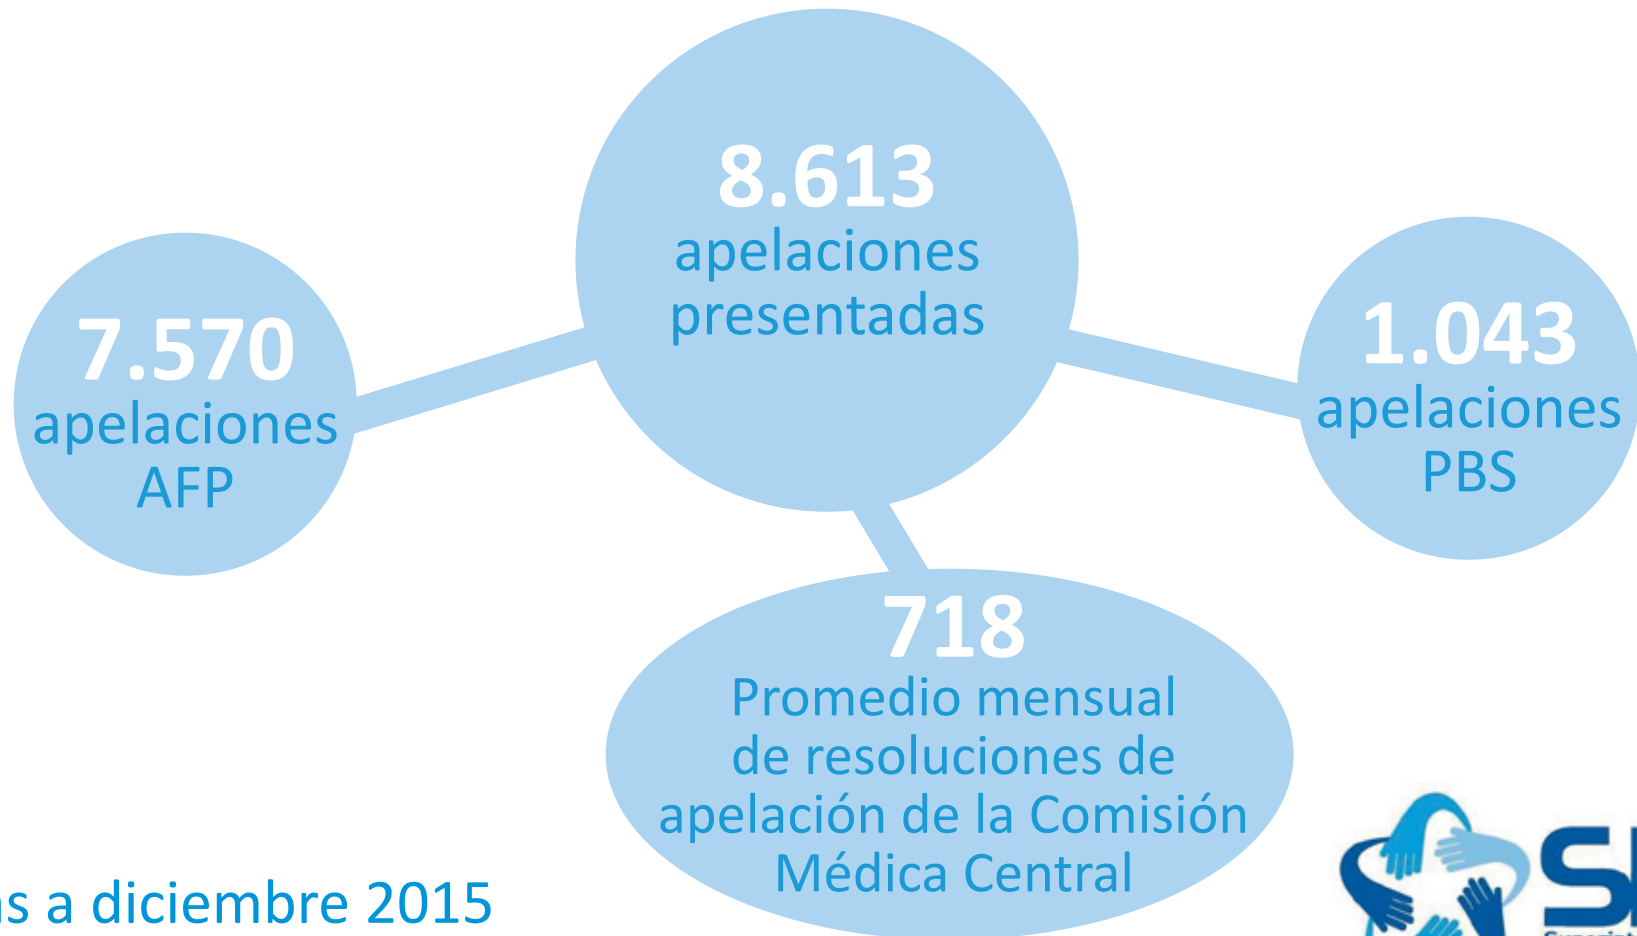 8.613
apelaciones
presentadas
7.570
apelaciones
AFP
1.043
apelaciones
PBS
718
Promedio mensual
de resoluciones de
apelación de la Comisión
Médica Central
a diciembre 2015